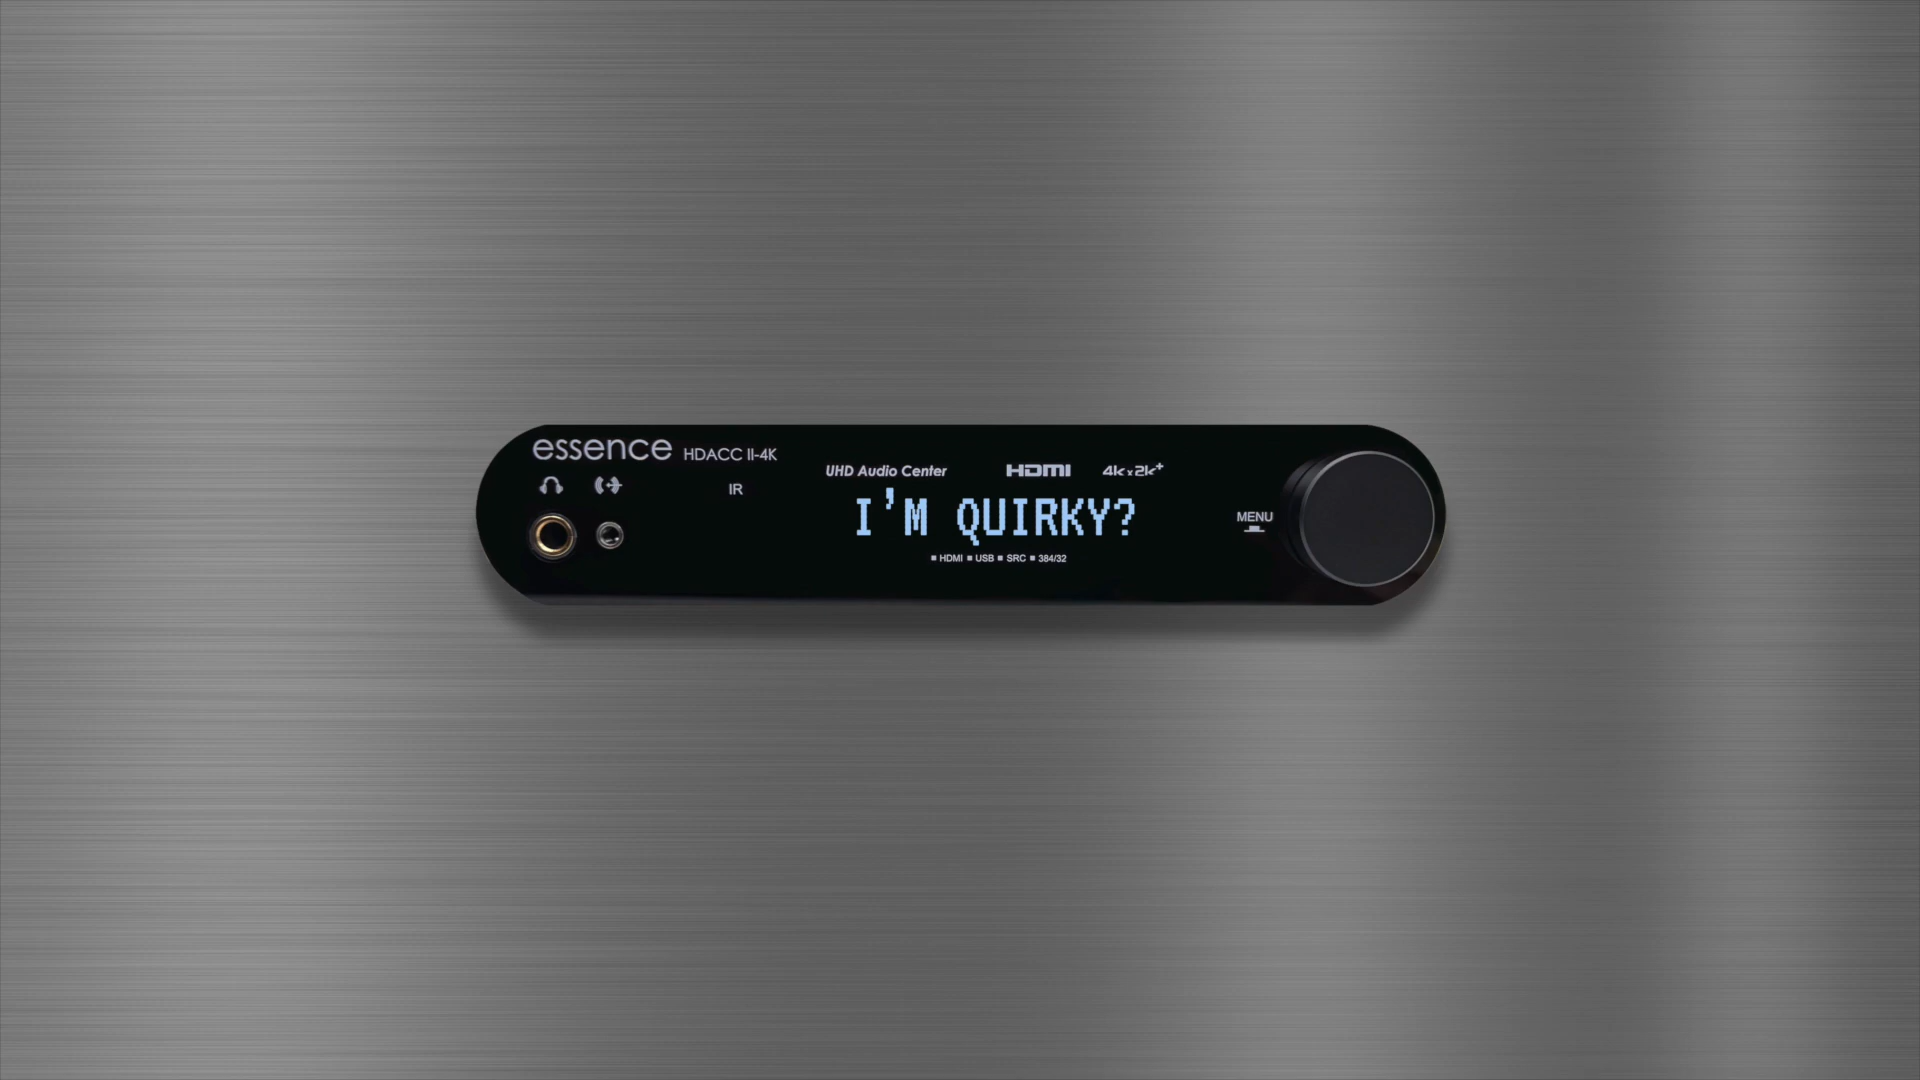 essence HDACC II-4K
UHD Audio Center HDMI 4K x 2K+
IR
I'M QUIRKY?
MENU
■ HDMI ■ USB ■ SRC ■ 384/32